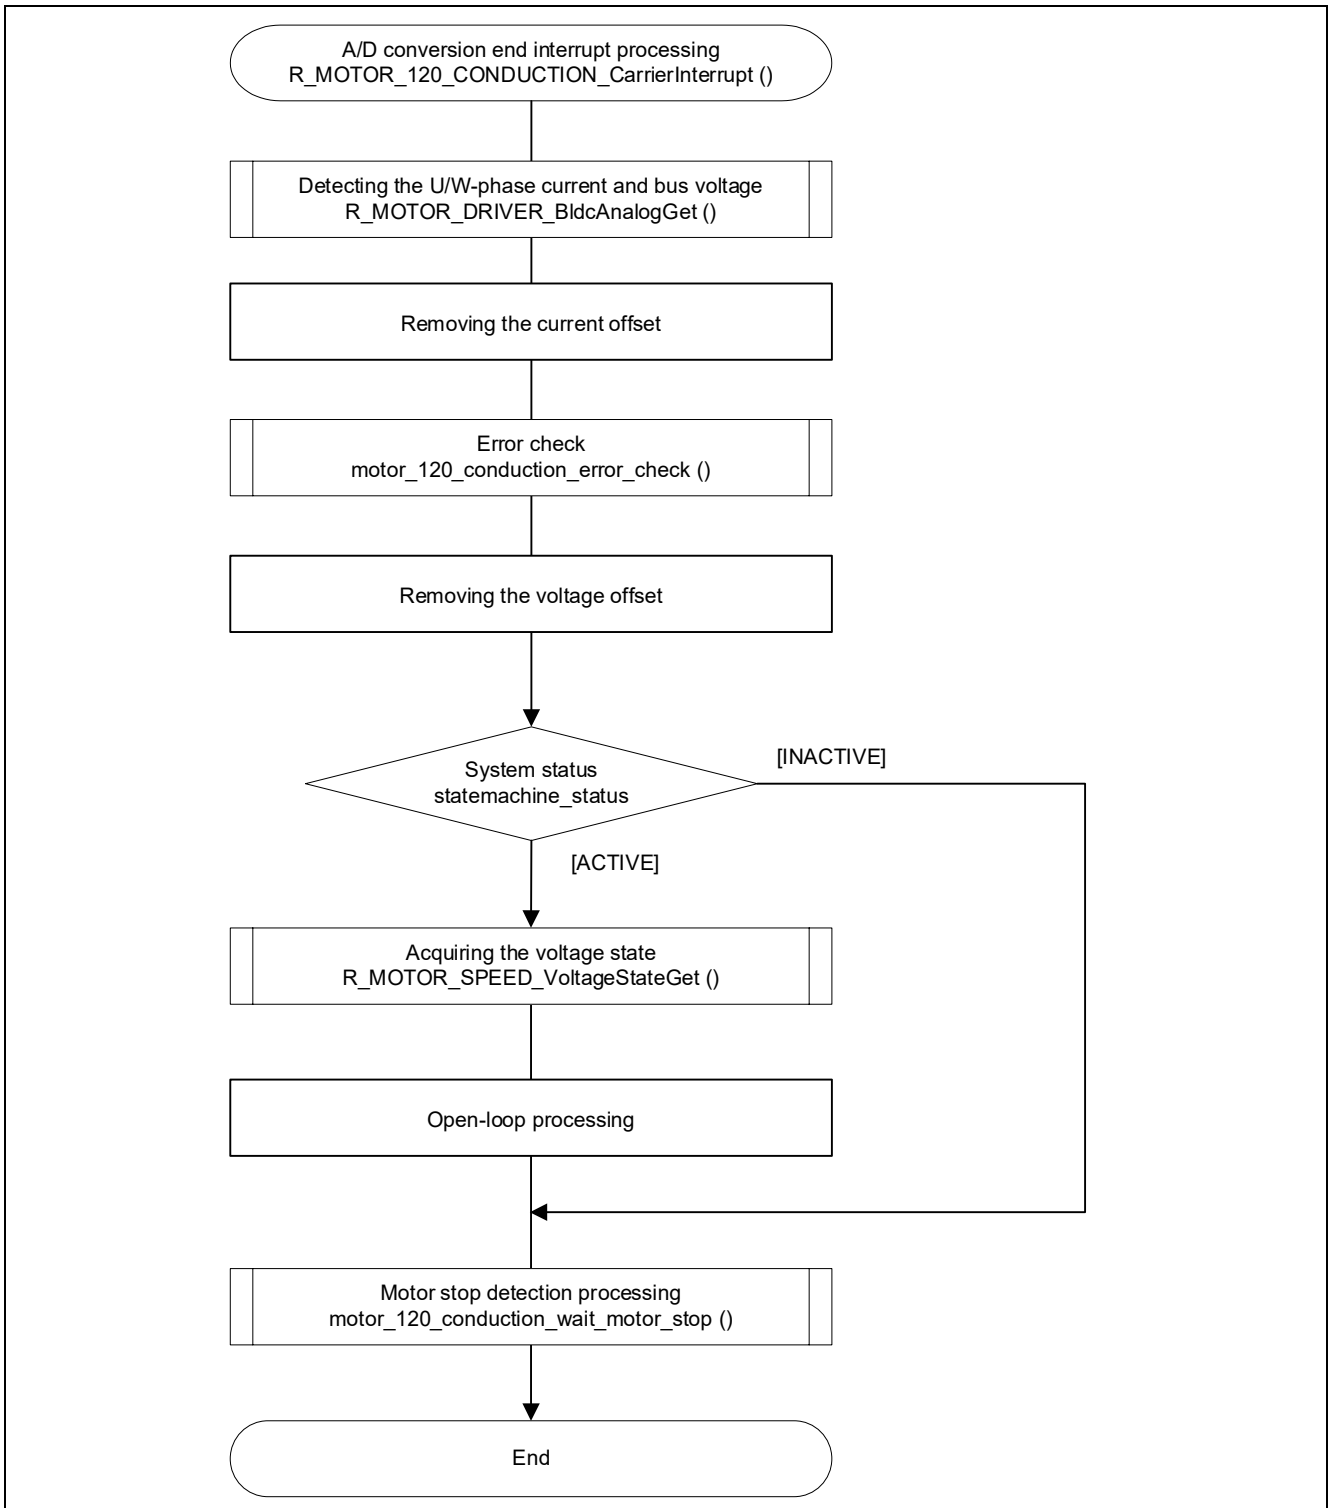 A/D conversion end interrupt processing
R_MOTOR_120_CONDUCTION_CarrierInterrupt ()
Detecting the U/W-phase current and bus voltage
R_MOTOR_DRIVER_BldcAnalogGet ()
Removing the current offset
Error check
motor_120_conduction_error_check ()
Removing the voltage offset
[INACTIVE]
System status
statemachine_status
[ACTIVE]
Acquiring the voltage state
R_MOTOR_SPEED_VoltageStateGet ()
Open-loop processing
Motor stop detection processing
motor_120_conduction_wait_motor_stop ()
End